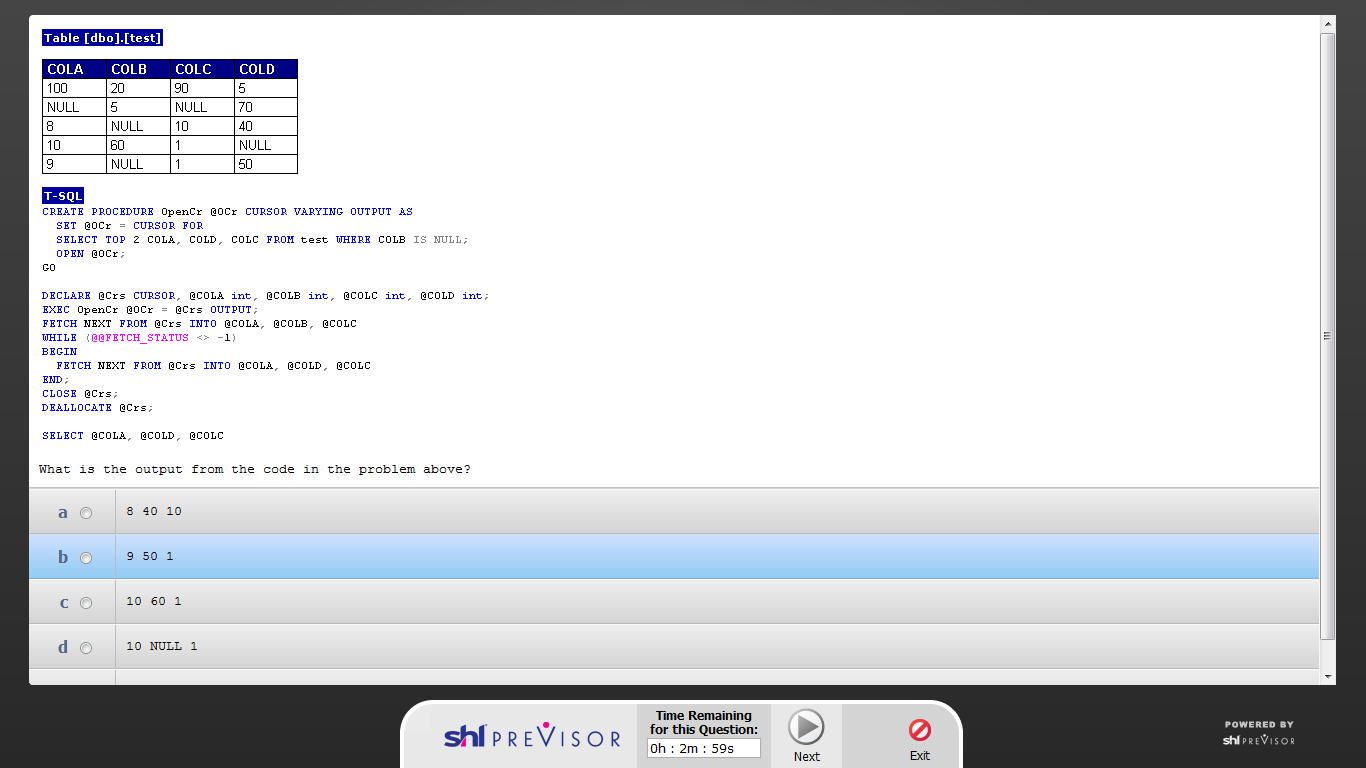 Table [dbo].[test]
COLA COLB COLC COLD
100 20 90 5
NULL 5 NULL 70
8 NULL 10 40
10 60 1 NULL
9 NULL 1 50
T-SQL
CREATE PROCEDURE OpenCr @OCr CURSOR VARYING OUTPUT AS
SET @OCr = CURSOR FOR
SELECT TOP 2 COLA, COLD, COLC FROM test WHERE COLB IS NULL;
OPEN @OCr;
GO
DECLARE @Crs CURSOR, @COLA int, @COLB int, @COLC int, @COLD int;
EXEC OpenCr @OCr = @Crs OUTPUT;
FETCH NEXT FROM @Crs INTO @COLA, @COLB, @COLC
WHILE (@@FETCH_STATUS <> -1)
BEGIN
FETCH NEXT FROM @Crs INTO @COLA, @COLD, @COLC
END;
CLOSE @Crs;
DEALLOCATE @Crs;
SELECT @COLA, @COLD, @COLC
What is the output from the code in the problem above?
a 8 40 10
b 9 50 1
c 10 60 1
d 10 NULL 1
shl PREVISOR
Time Remaining
for this Question:
0h : 2m : 59s
Next
Exit
POWERED BY
shl PREVISOR